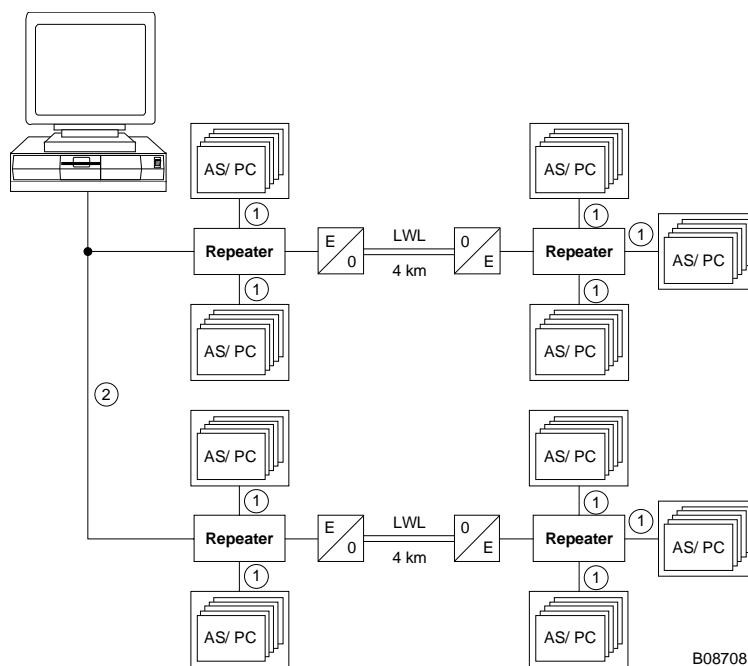 AS/ PC
AS/ PC
1
1
Repeater
E
0
LWL
4 km
0
E
Repeater
1
AS/ PC
1
1
AS/ PC
AS/ PC
2
AS/ PC
AS/ PC
1
1
Repeater
E
0
LWL
4 km
0
E
Repeater
1
AS/ PC
1
1
AS/ PC
AS/ PC
B08708